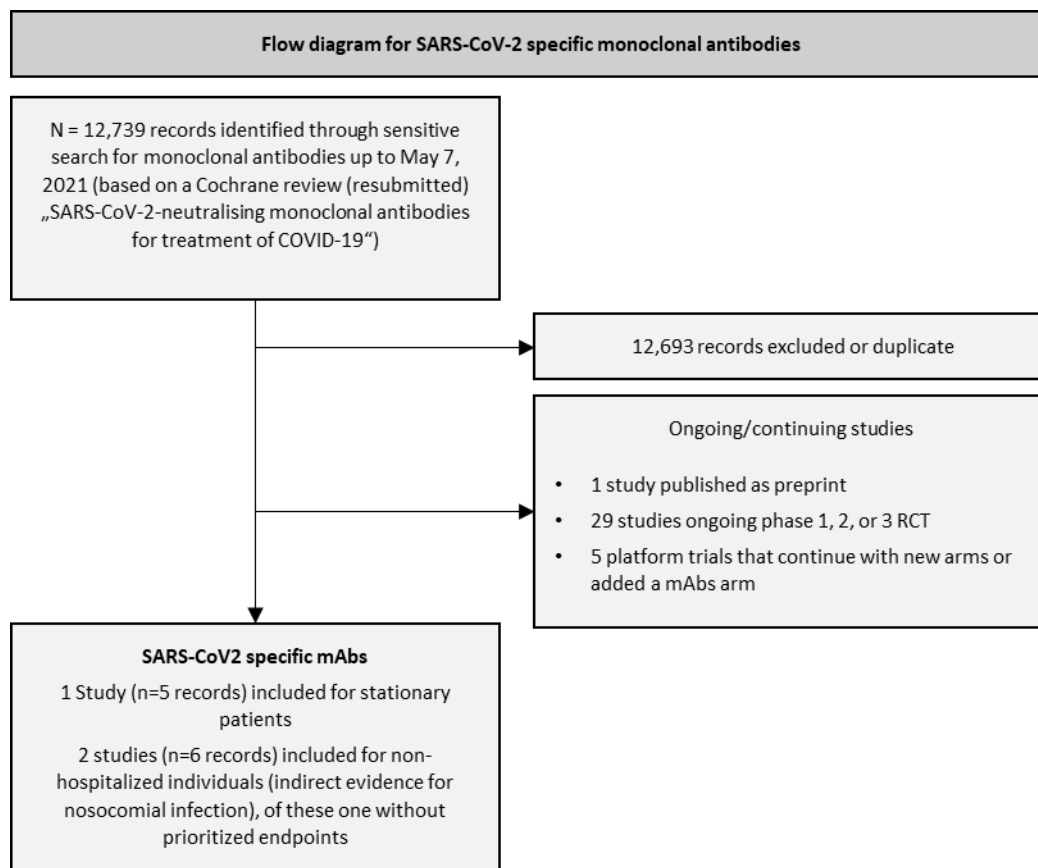 Flow diagram for SARS-CoV-2 specific monoclonal antibodies
N = 12,739 records identified through sensitive
search for monoclonal antibodies up to May 7,
2021 (based on a Cochrane review (resubmitted)
„SARS-CoV-2-neutralising monoclonal antibodies
for treatment of COVID-19“)
12,693 records excluded or duplicate
Ongoing/continuing studies
• 1 study published as preprint
• 29 studies ongoing phase 1, 2, or 3 RCT
• 5 platform trials that continue with new arms or
added a mAbs arm
SARS-CoV2 specific mAbs
1 Study (n=5 records) included for stationary
patients
2 studies (n=6 records) included for non-
hospitalized individuals (indirect evidence for
nosocomial infection), of these one without
prioritized endpoints